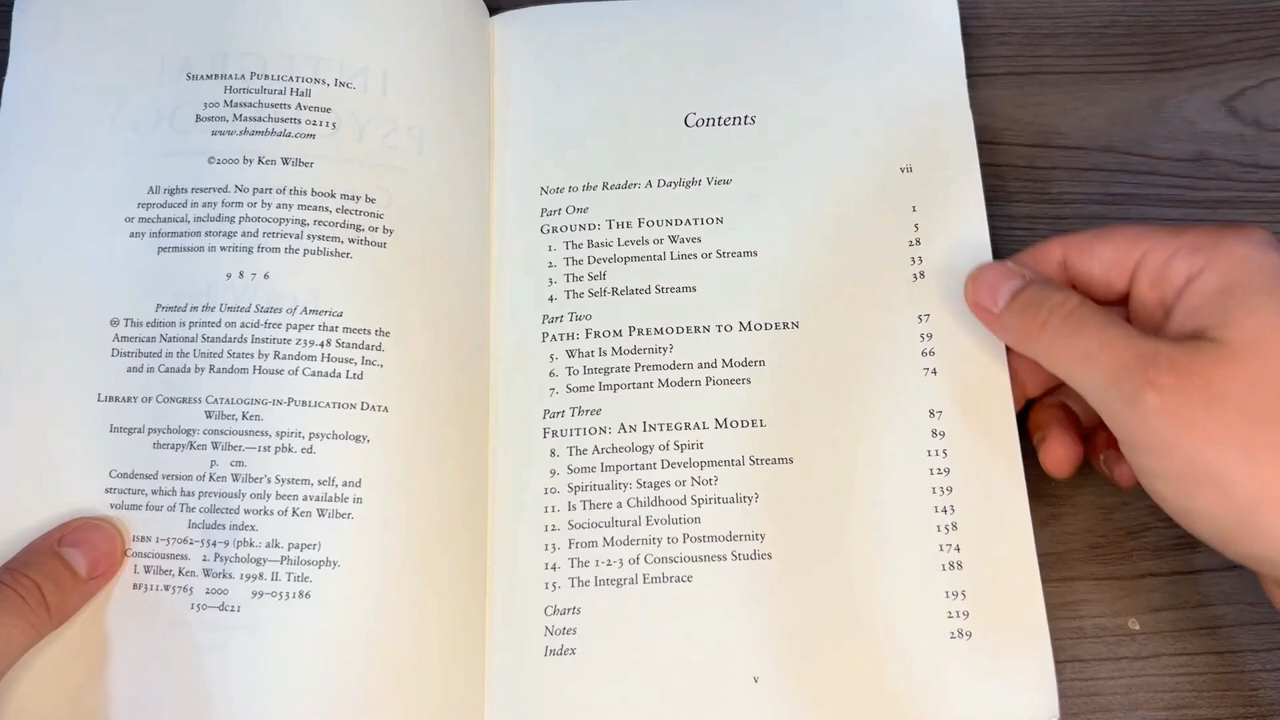 SHAMBHALA PUBLICATIONS, INC.
Horticultural Hall
300 Massachusetts Avenue
Boston, Massachusetts 02115
www.shambhala.com
©2000 by Ken Wilber
All rights reserved. No part of this book may be
reproduced in any form or by any means, electronic
or mechanical, including photocopying, recording, or by
any information storage and retrieval system, without
permission in writing from the publisher.
9 8 7 6
Printed in the United States of America
♾ This edition is printed on acid-free paper that meets the
American National Standards Institute z39.48 Standard.
Distributed in the United States by Random House, Inc.,
and in Canada by Random House of Canada Ltd
LIBRARY OF CONGRESS CATALOGING-IN-PUBLICATION DATA
Wilber, Ken.
Integral psychology: consciousness, spirit, psychology,
therapy/Ken Wilber.—1st pbk. ed.
p. cm.
Condensed version of Ken Wilber's System, self, and
structure, which has previously only been available in
volume four of The collected works of Ken Wilber.
Includes index.
ISBN 1-57062-554-9 (pbk.: alk. paper)
Consciousness. 2. Psychology—Philosophy.
I. Wilber, Ken. Works. 1998. II. Title.
BF311.W5765 2000 99-053186
150—dc21
Contents
Note to the Reader: A Daylight View vii
Part One
GROUND: THE FOUNDATION 1
1. The Basic Levels or Waves 5
2. The Developmental Lines or Streams 28
3. The Self 33
4. The Self-Related Streams 38
Part Two
PATH: FROM PREMODERN TO MODERN 57
5. What Is Modernity? 59
6. To Integrate Premodern and Modern 66
7. Some Important Modern Pioneers 74
Part Three
FRUITION: AN INTEGRAL MODEL 87
8. The Archeology of Spirit 89
9. Some Important Developmental Streams 115
10. Spirituality: Stages or Not? 129
11. Is There a Childhood Spirituality? 139
12. Sociocultural Evolution 143
13. From Modernity to Postmodernity 158
14. The 1-2-3 of Consciousness Studies 174
15. The Integral Embrace 188
Charts 195
Notes 219
Index 289
v